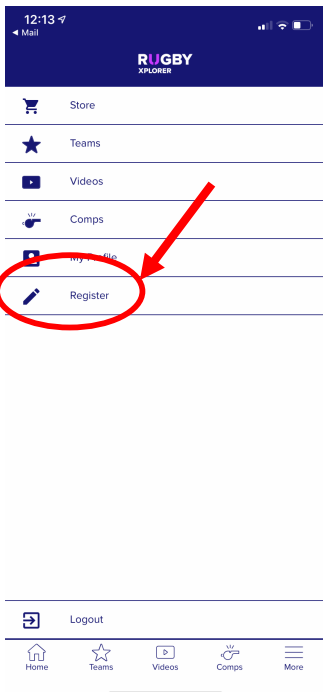 12:13
◀ Mail
RUGBY
XPLORER
Store
Teams
Videos
Comps
My Profile
Register
Logout
Home Teams Videos Comps More